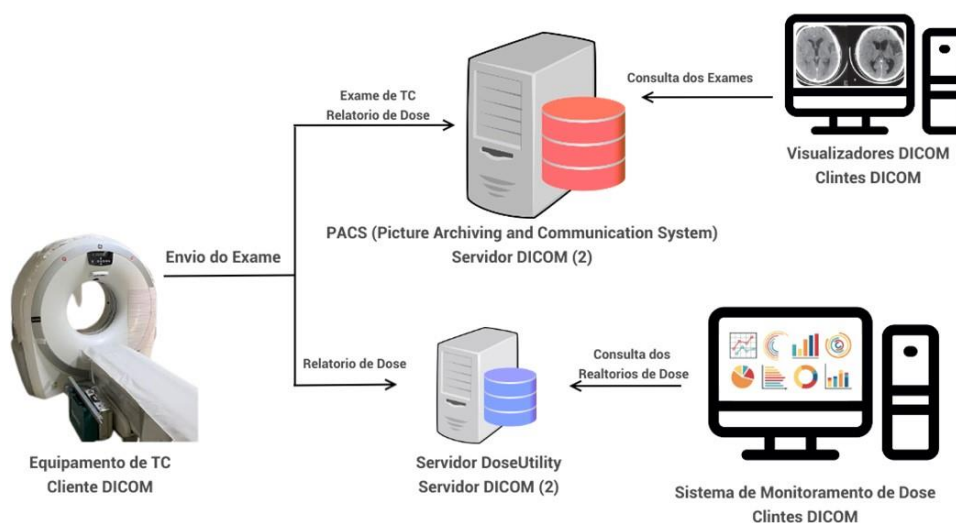 Exame de TC
Relatorio de Dose
Consulta dos Exames
Visualizadores DICOM
Clintes DICOM
PACS (Picture Archiving and Communication System)
Servidor DICOM (2)
Envio do Exame
Relatorio de Dose
Consulta dos
Realtorios de Dose
Equipamento de TC
Cliente DICOM
Servidor DoseUtility
Servidor DICOM (2)
Sistema de Monitoramento de Dose
Clintes DICOM